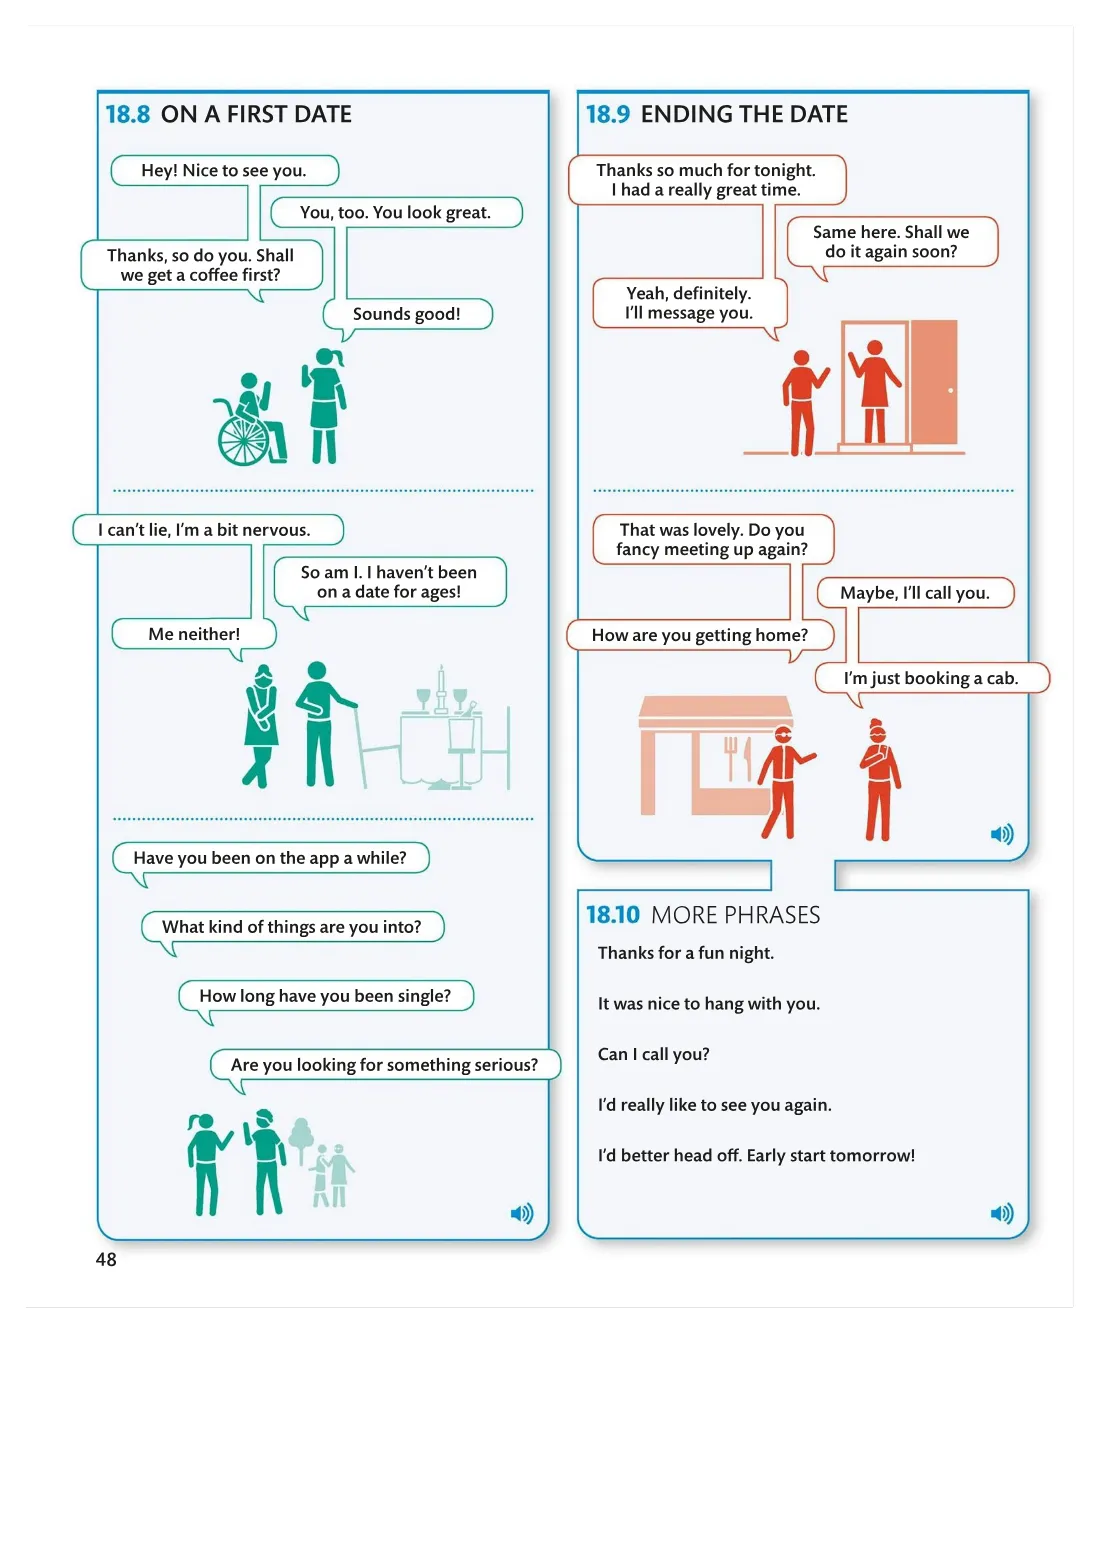 18.8 ON A FIRST DATE
Hey! Nice to see you.
You, too. You look great.
Thanks, so do you. Shall
we get a coffee first?
Sounds good!
I can’t lie, I’m a bit nervous.
So am I. I haven’t been
on a date for ages!
Me neither!
Have you been on the app a while?
What kind of things are you into?
How long have you been single?
Are you looking for something serious?
18.9 ENDING THE DATE
Thanks so much for tonight.
I had a really great time.
Same here. Shall we
do it again soon?
Yeah, definitely.
I’ll message you.
That was lovely. Do you
fancy meeting up again?
Maybe, I’ll call you.
How are you getting home?
I’m just booking a cab.
18.10 MORE PHRASES
Thanks for a fun night.
It was nice to hang with you.
Can I call you?
I’d really like to see you again.
I’d better head off. Early start tomorrow!
48